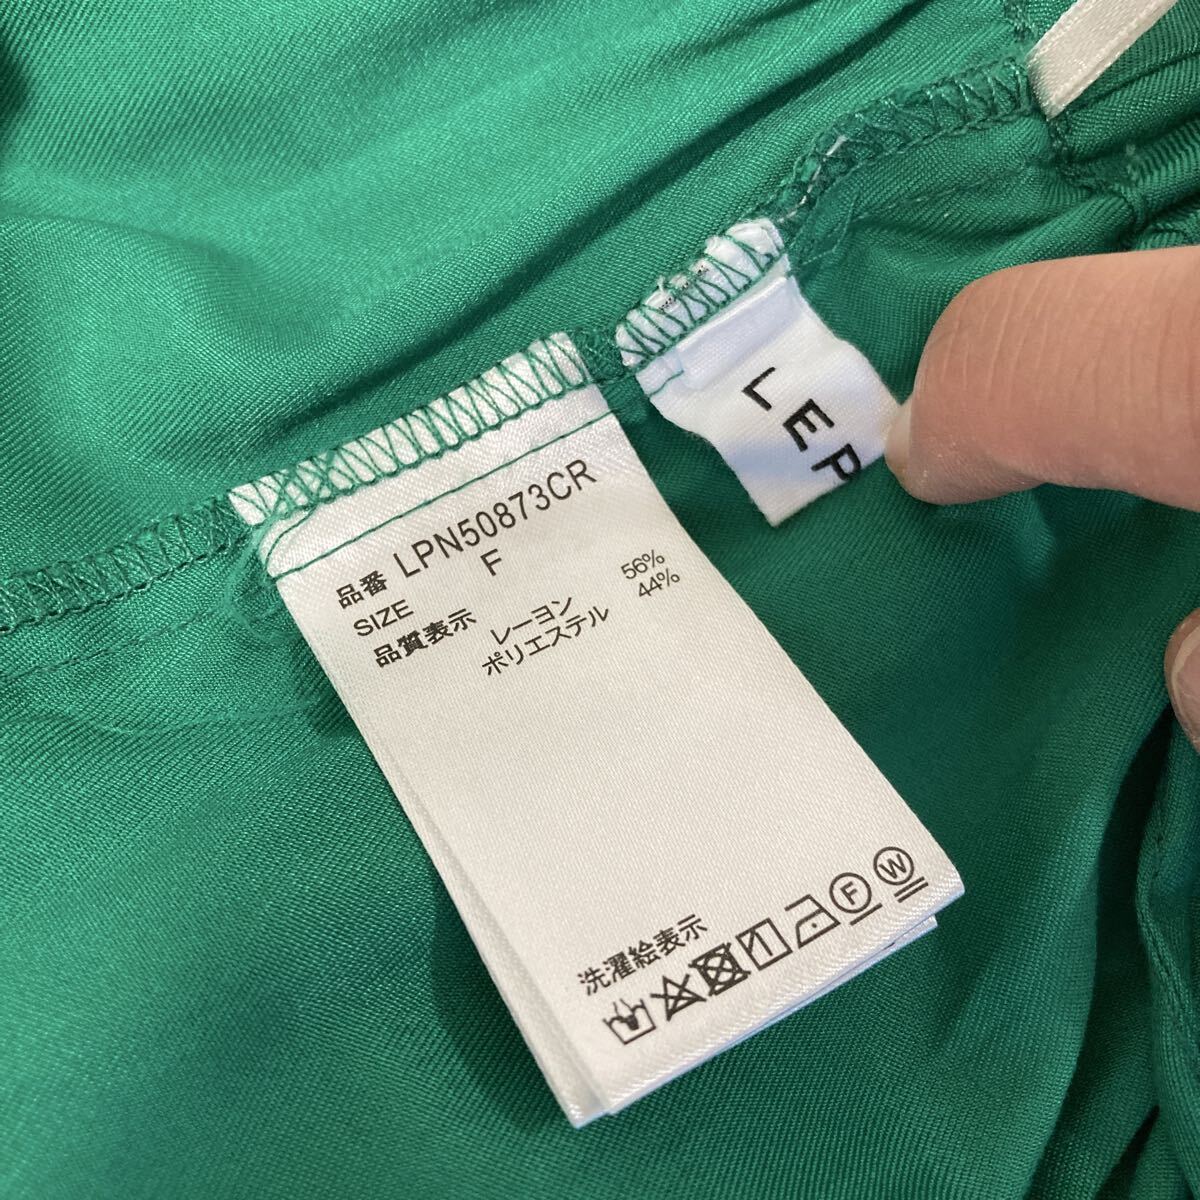 LEP
品番 LPN50873CR
SIZE F
品質表示 レーヨン 56%
ポリエステル 44%
洗濯絵表示
F
W